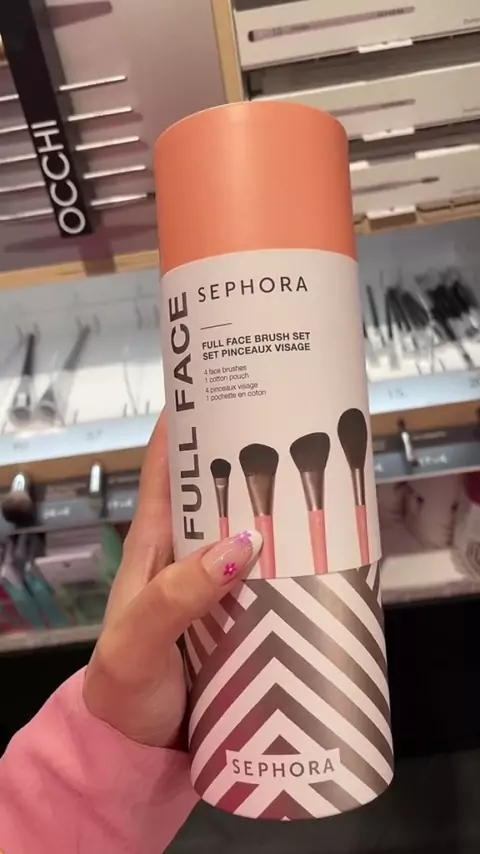 OCCHI
SEPHORA
FULL FACE
SEPHORA
FULL FACE BRUSH SET
SET PINCEAUX VISAGE
4 face brushes
1 cotton pouch
4 pinceaux visage
1 pochette en coton
SEPHORA